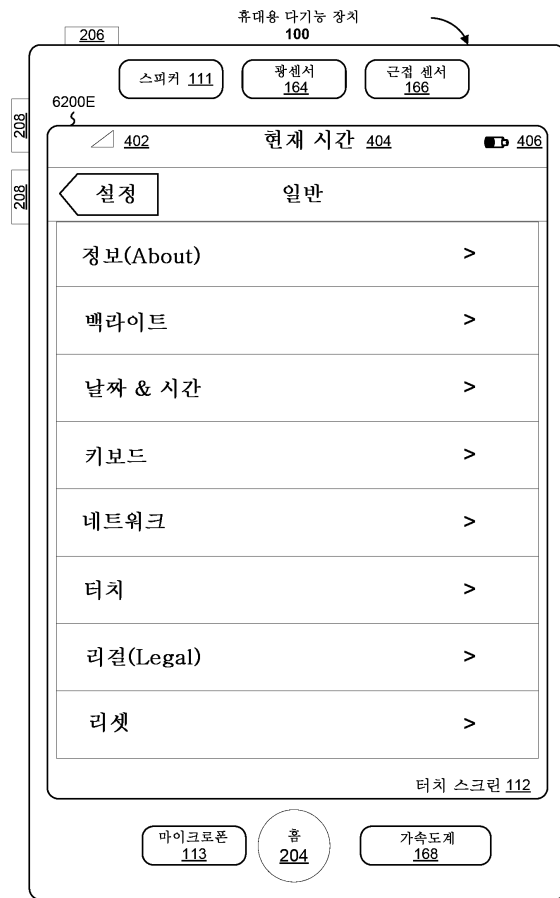 휴대용 다기능 장치
100
206
스피커 111
광센서
164
근접 센서
166
6200E
208
208
402
현재 시간 404
406
설정
일반
정보(About) >
백라이트 >
날짜 & 시간 >
키보드 >
네트워크 >
터치 >
리걸(Legal) >
리셋 >
터치 스크린 112
마이크로폰
113
홈
204
가속도계
168